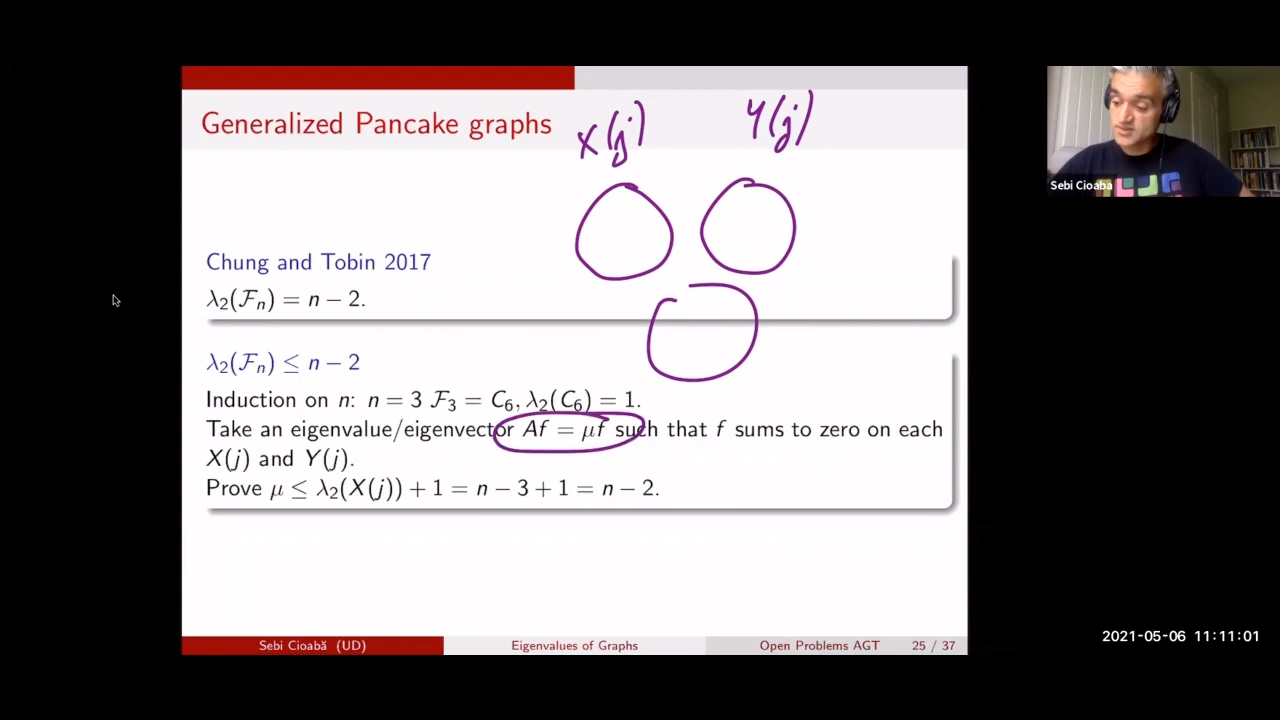 Generalized Pancake graphs
X(j)
Y(j)
Chung and Tobin 2017
λ₂(𝓕ₙ) = n − 2.
λ₂(𝓕ₙ) ≤ n − 2
Induction on n: n = 3 𝓕₃ = C₆, λ₂(C₆) = 1.
Take an eigenvalue/eigenvector Af = μf such that f sums to zero on each
X(j) and Y(j).
Prove μ ≤ λ₂(X(j)) + 1 = n − 3 + 1 = n − 2.
Sebi Cioabă (UD)
Eigenvalues of Graphs
Open Problems AGT
25 / 37
Sebi Cioaba
2021-05-06 11:11:01